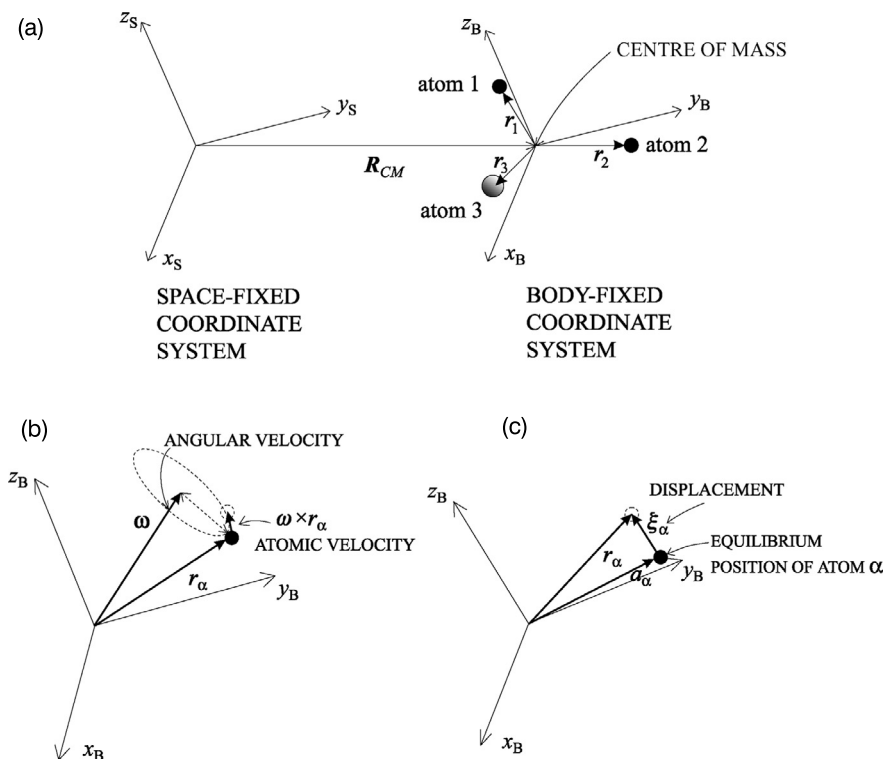 (a)
z_S
y_S
x_S
R_CM
SPACE-FIXED
COORDINATE
SYSTEM
z_B
CENTRE OF MASS
atom 1
y_B
r_1
r_2
atom 2
r_3
atom 3
x_B
BODY-FIXED
COORDINATE
SYSTEM
(b)
ANGULAR VELOCITY
z_B
ω
ω × r_α
ATOMIC VELOCITY
r_α
y_B
x_B
(c)
z_B
DISPLACEMENT
ξ_α
EQUILIBRIUM
POSITION OF ATOM α
r_α
a_α
y_B
x_B